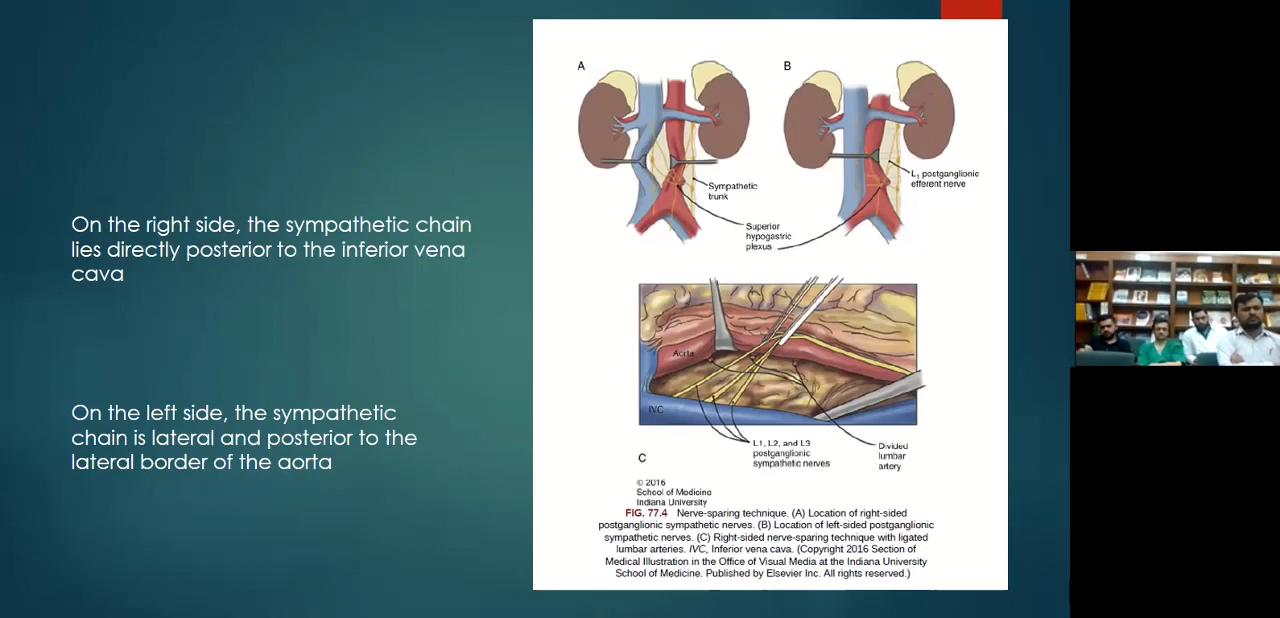 On the right side, the sympathetic chain
lies directly posterior to the inferior vena
cava
On the left side, the sympathetic
chain is lateral and posterior to the
lateral border of the aorta
A
B
Sympathetic
trunk
L1 postganglionic
efferent nerve
Superior
hypogastric
plexus
Aorta
IVC
L1, L2, and L3
postganglionic
sympathetic nerves
Divided
lumbar
artery
C
© 2016
School of Medicine
Indiana University
FIG. 77.4 Nerve-sparing technique. (A) Location of right-sided
postganglionic sympathetic nerves. (B) Location of left-sided postganglionic
sympathetic nerves. (C) Right-sided nerve-sparing technique with ligated
lumbar arteries. IVC, Inferior vena cava. (Copyright 2016 Section of
Medical Illustration in the Office of Visual Media at the Indiana University
School of Medicine. Published by Elsevier Inc. All rights reserved.)